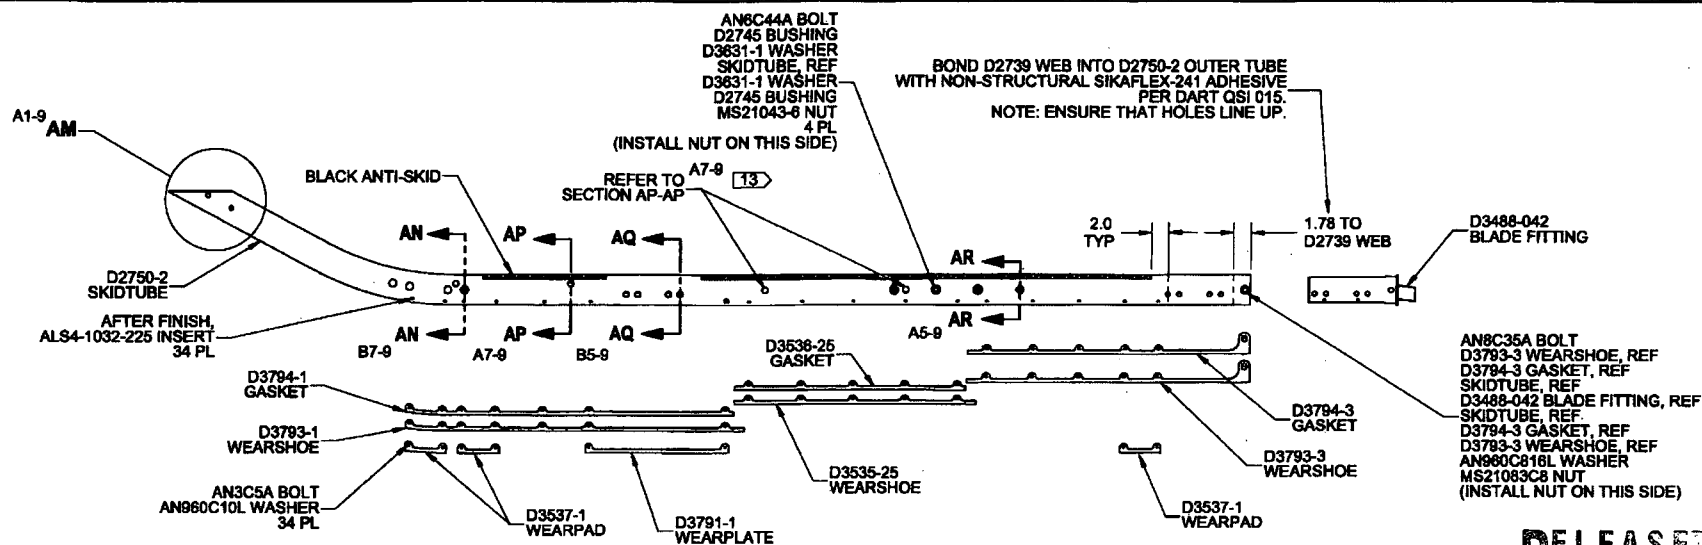 AN6C44A BOLT
D2745 BUSHING
D3631-1 WASHER
SKIDTUBE, REF
D3631-1 WASHER
D2745 BUSHING
MS21043-6 NUT
4 PL
(INSTALL NUT ON THIS SIDE)
BOND D2739 WEB INTO D2750-2 OUTER TUBE
WITH NON-STRUCTURAL SIKAFLEX-241 ADHESIVE
PER DART QSI 015.
NOTE: ENSURE THAT HOLES LINE UP.
A1-9
AM
BLACK ANTI-SKID
REFER TO
SECTION AP-AP
A7-9
13
2.0
TYP
1.78 TO
D2739 WEB
D3488-042
BLADE FITTING
AN
AP
AQ
AR
D2750-2
SKIDTUBE
AFTER FINISH,
ALS4-1032-225 INSERT
34 PL
AN
AP
AQ
AR
B7-9
A7-9
B5-9
A5-9
D3794-1
GASKET
D3536-25
GASKET
D3793-1
WEARSHOE
D3794-3
GASKET
D3793-3
WEARSHOE
D3535-25
WEARSHOE
AN3C5A BOLT
AN960C10L WASHER
34 PL
D3537-1
WEARPAD
D3791-1
WEARPLATE
D3537-1
WEARPAD
AN8C35A BOLT
D3793-3 WEARSHOE, REF
D3794-3 GASKET, REF
SKIDTUBE, REF
D3488-042 BLADE FITTING, REF
SKIDTUBE, REF.
D3794-3 GASKET, REF
D3793-3 WEARSHOE, REF
AN960C816L WASHER
MS21083C8 NUT
(INSTALL NUT ON THIS SIDE)